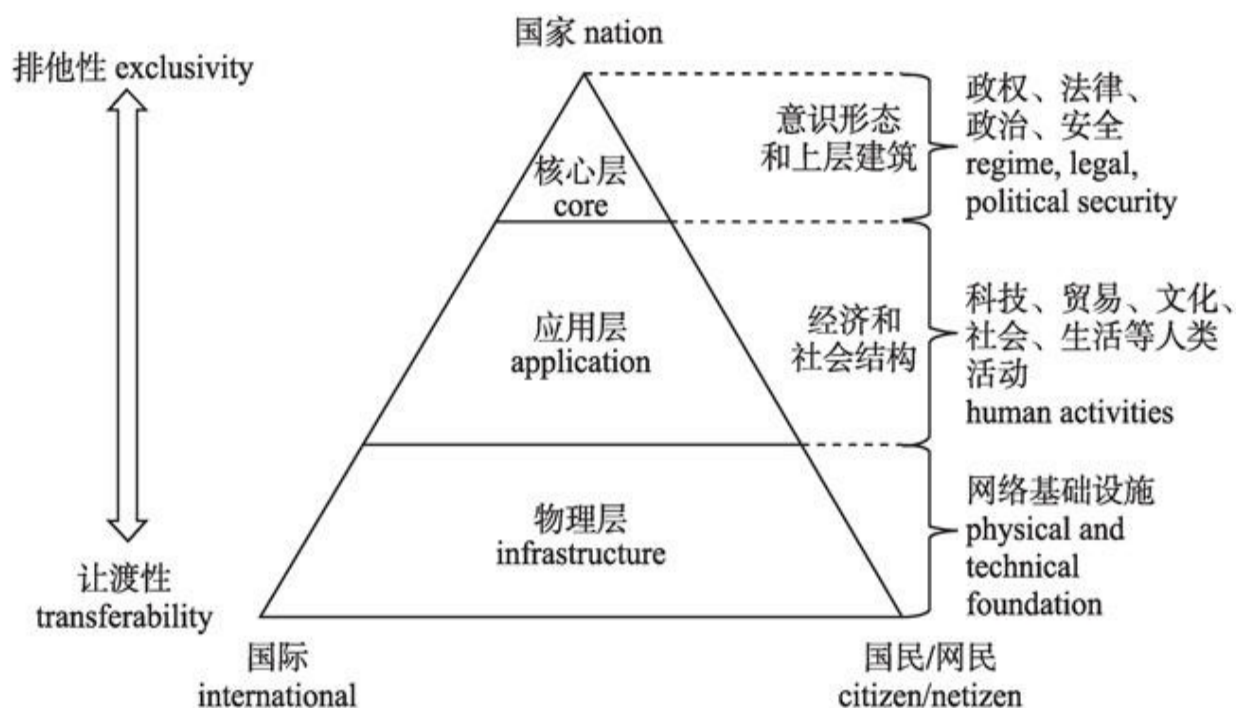 国家 nation
排他性 exclusivity
让渡性
transferability
核心层
core
应用层
application
物理层
infrastructure
意识形态
和上层建筑
经济和
社会结构
政权、法律、
政治、安全
regime, legal,
political security
科技、贸易、文化、
社会、生活等人类
活动
human activities
网络基础设施
physical and
technical
foundation
国际
international
国民/网民
citizen/netizen